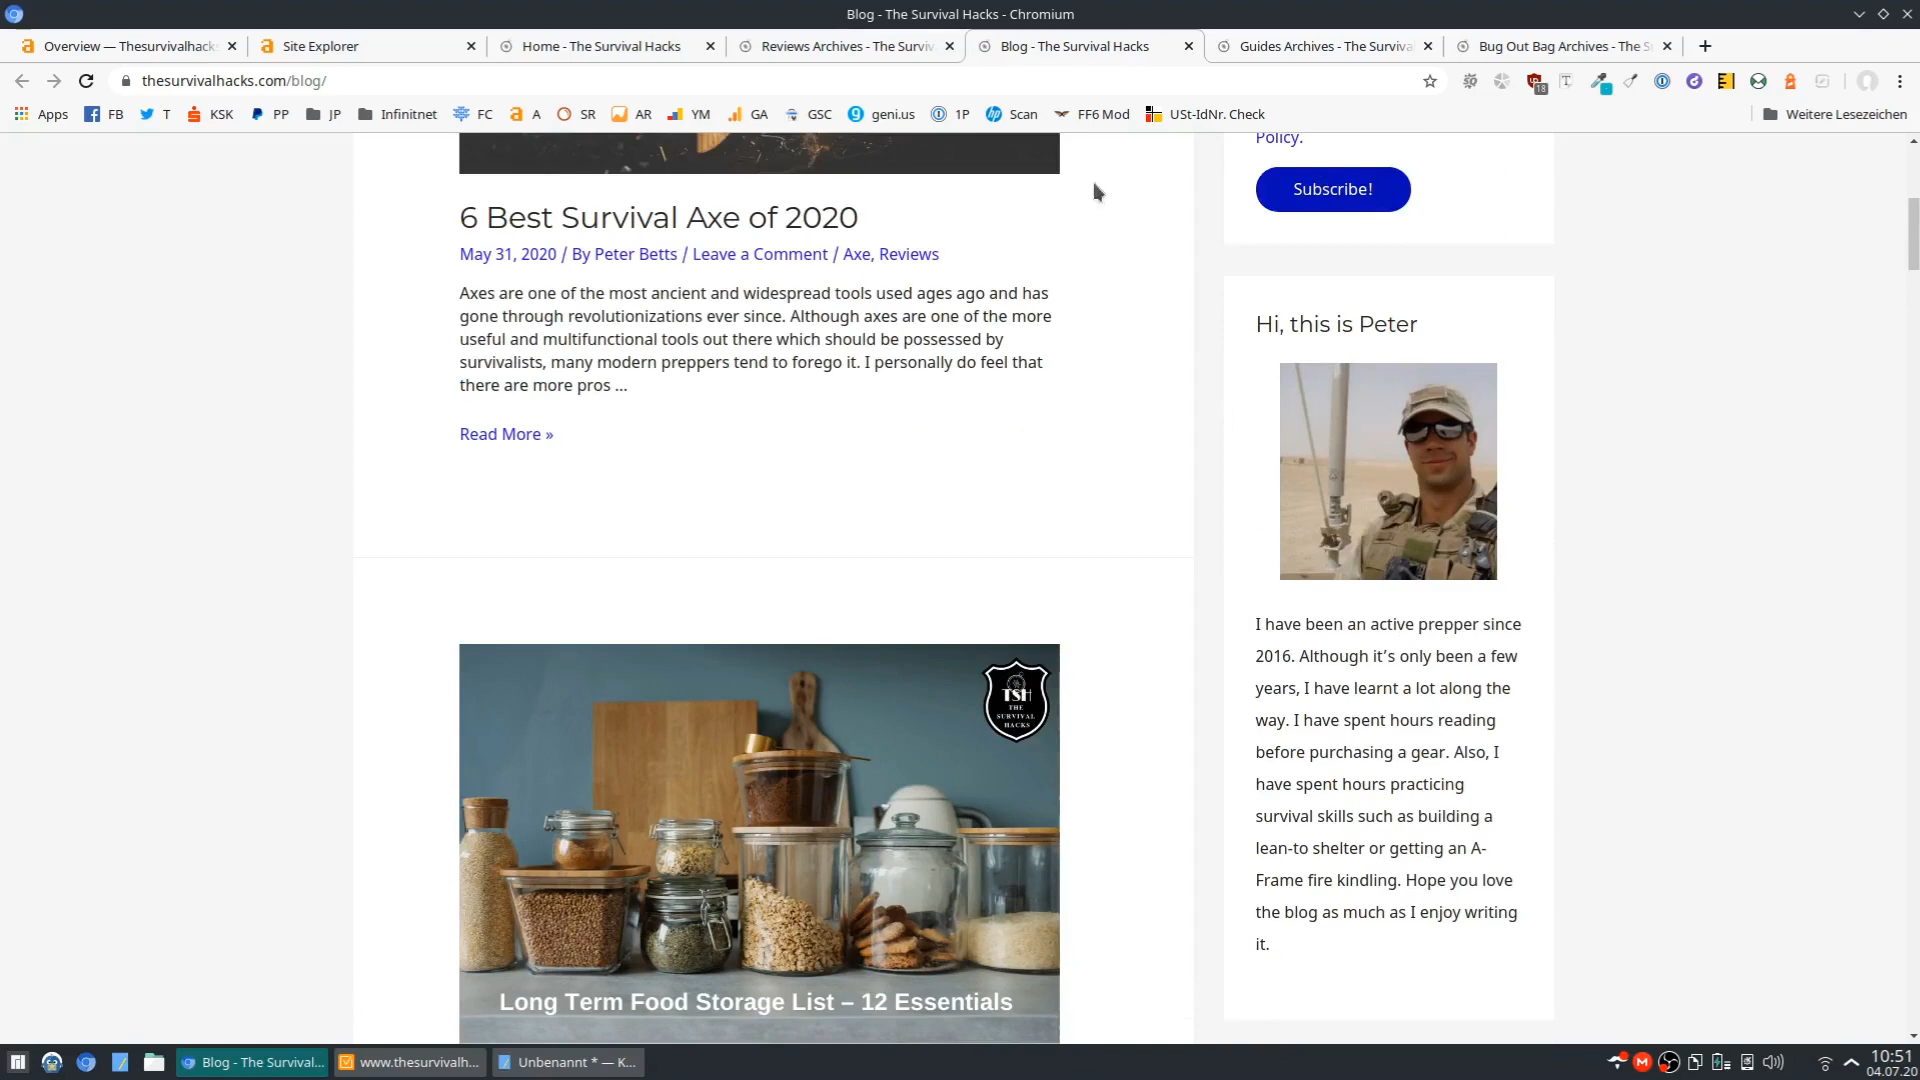 Blog - The Survival Hacks - Chromium
Overview — Thesurvivalhack
Site Explorer
Home - The Survival Hacks
Reviews Archives - The Surviv
Blog - The Survival Hacks
Guides Archives - The Surviva
Bug Out Bag Archives - The S
thesurvivalhacks.com/blog/
18
Apps
FB
T
KSK
PP
JP
Infinitnet
FC
A
SR
AR
YM
GA
GSC
geni.us
1P
Scan
FF6 Mod
USt-IdNr. Check
Weitere Lesezeichen
6 Best Survival Axe of 2020
May 31, 2020 / By Peter Betts / Leave a Comment / Axe, Reviews
Axes are one of the most ancient and widespread tools used ages ago and has
gone through revolutionizations ever since. Although axes are one of the more
useful and multifunctional tools out there which should be possessed by
survivalists, many modern preppers tend to forego it. I personally do feel that
there are more pros ...
Read More »
TSH
THE
SURVIVAL
HACKS
Long Term Food Storage List – 12 Essentials
Policy.
Subscribe!
Hi, this is Peter
I have been an active prepper since
2016. Although it's only been a few
years, I have learnt a lot along the
way. I have spent hours reading
before purchasing a gear. Also, I
have spent hours practicing
survival skills such as building a
lean-to shelter or getting an A-
Frame fire kindling. Hope you love
the blog as much as I enjoy writing
it.
Blog - The Survival...
www.thesurvivalh...
Unbenannt * — K...
10:51
04.07.20